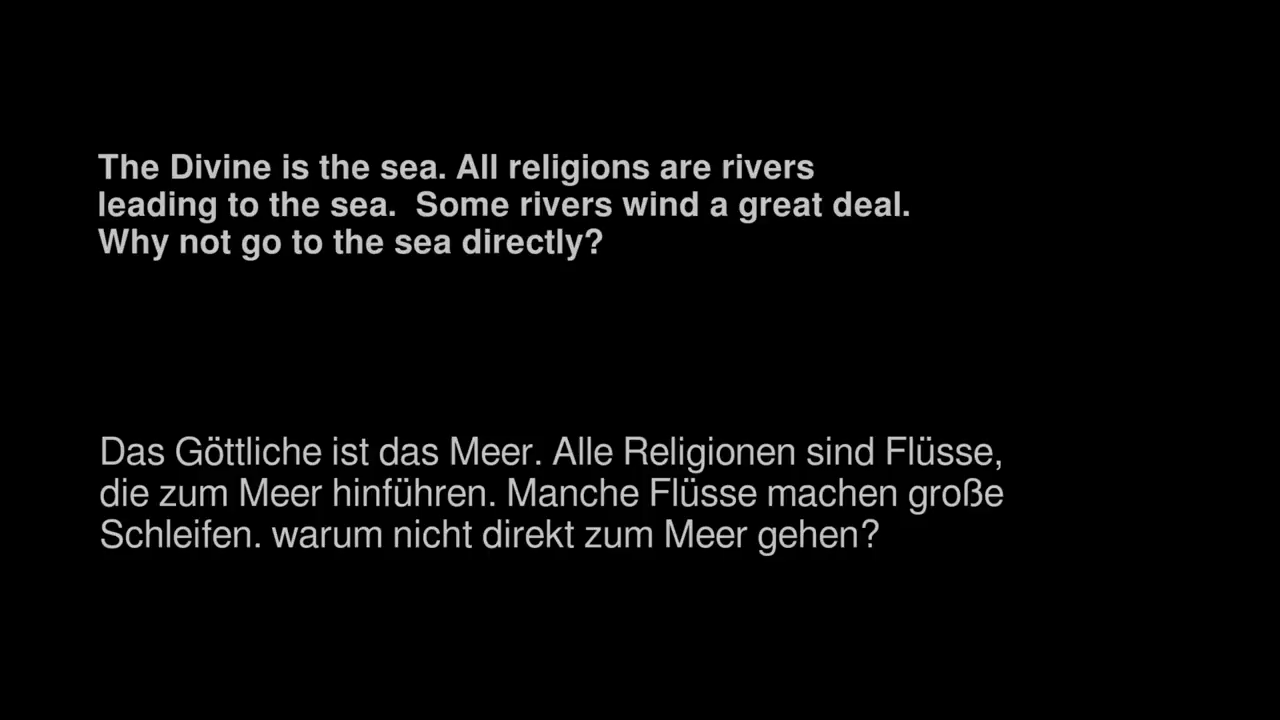 The Divine is the sea. All religions are rivers
leading to the sea.  Some rivers wind a great deal.
Why not go to the sea directly?
Das Göttliche ist das Meer. Alle Religionen sind Flüsse,
die zum Meer hinführen. Manche Flüsse machen große
Schleifen. warum nicht direkt zum Meer gehen?